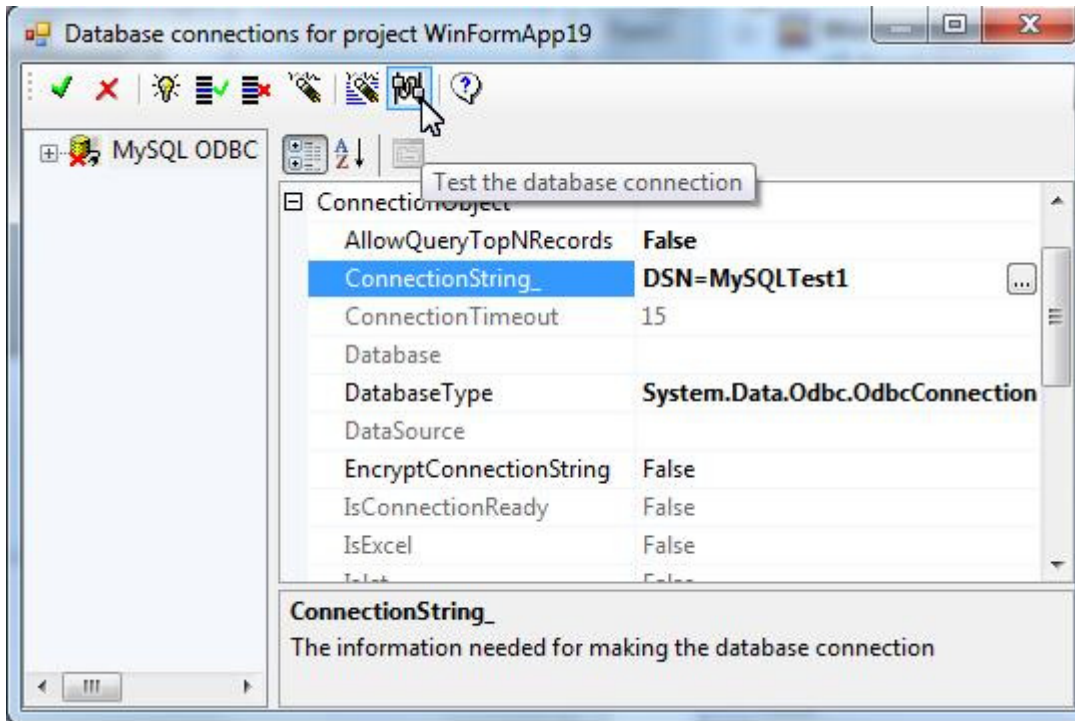 Database connections for project WinFormApp19
MySQL ODBC
Test the database connection
ConnectionObject
AllowQueryTopNRecords False
ConnectionString_ DSN=MySQLTest1 ...
ConnectionTimeout 15
Database
DatabaseType System.Data.Odbc.OdbcConnection
DataSource
EncryptConnectionString False
IsConnectionReady False
IsExcel False
ConnectionString_
The information needed for making the database connection